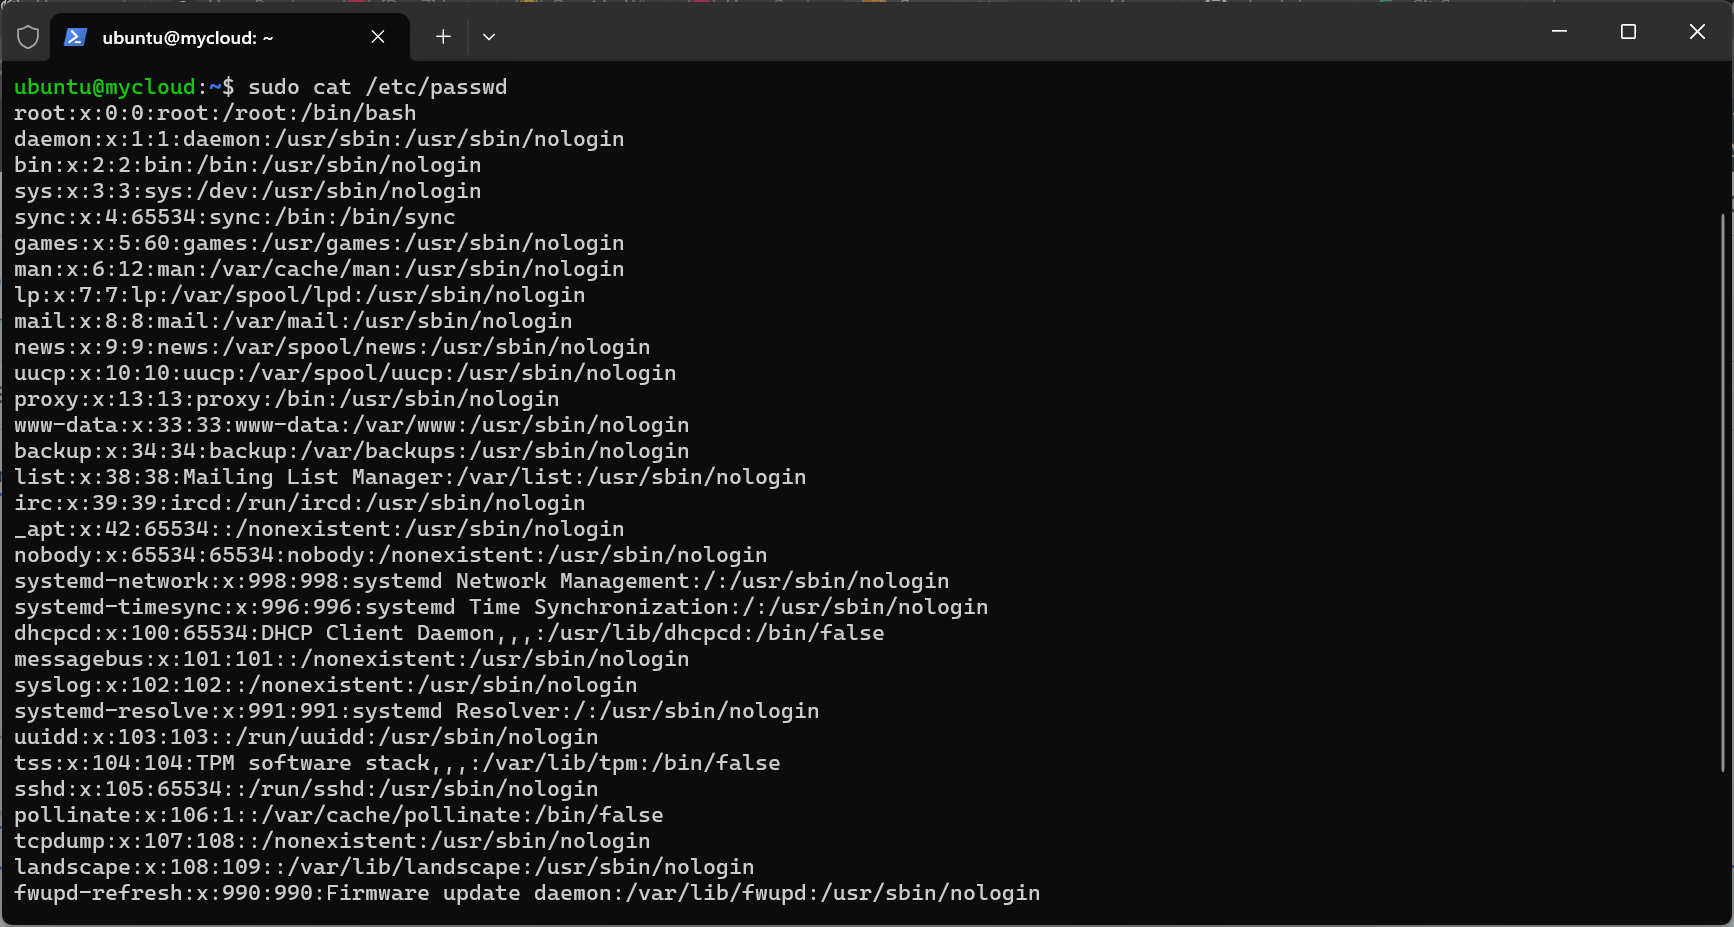 ubuntu@mycloud: ~
ubuntu@mycloud:~$ sudo cat /etc/passwd
root:x:0:0:root:/root:/bin/bash
daemon:x:1:1:daemon:/usr/sbin:/usr/sbin/nologin
bin:x:2:2:bin:/bin:/usr/sbin/nologin
sys:x:3:3:sys:/dev:/usr/sbin/nologin
sync:x:4:65534:sync:/bin:/bin/sync
games:x:5:60:games:/usr/games:/usr/sbin/nologin
man:x:6:12:man:/var/cache/man:/usr/sbin/nologin
lp:x:7:7:lp:/var/spool/lpd:/usr/sbin/nologin
mail:x:8:8:mail:/var/mail:/usr/sbin/nologin
news:x:9:9:news:/var/spool/news:/usr/sbin/nologin
uucp:x:10:10:uucp:/var/spool/uucp:/usr/sbin/nologin
proxy:x:13:13:proxy:/bin:/usr/sbin/nologin
www-data:x:33:33:www-data:/var/www:/usr/sbin/nologin
backup:x:34:34:backup:/var/backups:/usr/sbin/nologin
list:x:38:38:Mailing List Manager:/var/list:/usr/sbin/nologin
irc:x:39:39:ircd:/run/ircd:/usr/sbin/nologin
_apt:x:42:65534::/nonexistent:/usr/sbin/nologin
nobody:x:65534:65534:nobody:/nonexistent:/usr/sbin/nologin
systemd-network:x:998:998:systemd Network Management:/:/usr/sbin/nologin
systemd-timesync:x:996:996:systemd Time Synchronization:/:/usr/sbin/nologin
dhcpcd:x:100:65534:DHCP Client Daemon,,,:/usr/lib/dhcpcd:/bin/false
messagebus:x:101:101::/nonexistent:/usr/sbin/nologin
syslog:x:102:102::/nonexistent:/usr/sbin/nologin
systemd-resolve:x:991:991:systemd Resolver:/:/usr/sbin/nologin
uuidd:x:103:103::/run/uuidd:/usr/sbin/nologin
tss:x:104:104:TPM software stack,,,:/var/lib/tpm:/bin/false
sshd:x:105:65534::/run/sshd:/usr/sbin/nologin
pollinate:x:106:1::/var/cache/pollinate:/bin/false
tcpdump:x:107:108::/nonexistent:/usr/sbin/nologin
landscape:x:108:109::/var/lib/landscape:/usr/sbin/nologin
fwupd-refresh:x:990:990:Firmware update daemon:/var/lib/fwupd:/usr/sbin/nologin